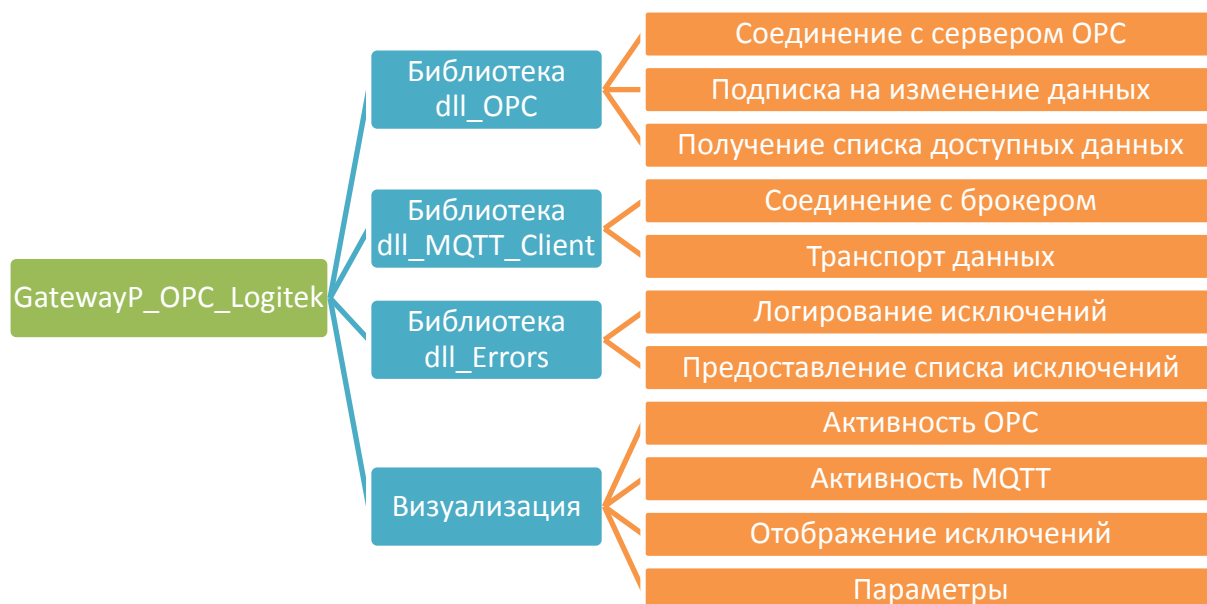 GatewayP_OPC_Logitek
Библиотека
dll_OPC
Соединение с сервером OPC
Подписка на изменение данных
Получение списка доступных данных
Библиотека
dll_MQTT_Client
Соединение с брокером
Транспорт данных
Библиотека
dll_Errors
Логирование исключений
Предоставление списка исключений
Визуализация
Активность OPC
Активность MQTT
Отображение исключений
Параметры